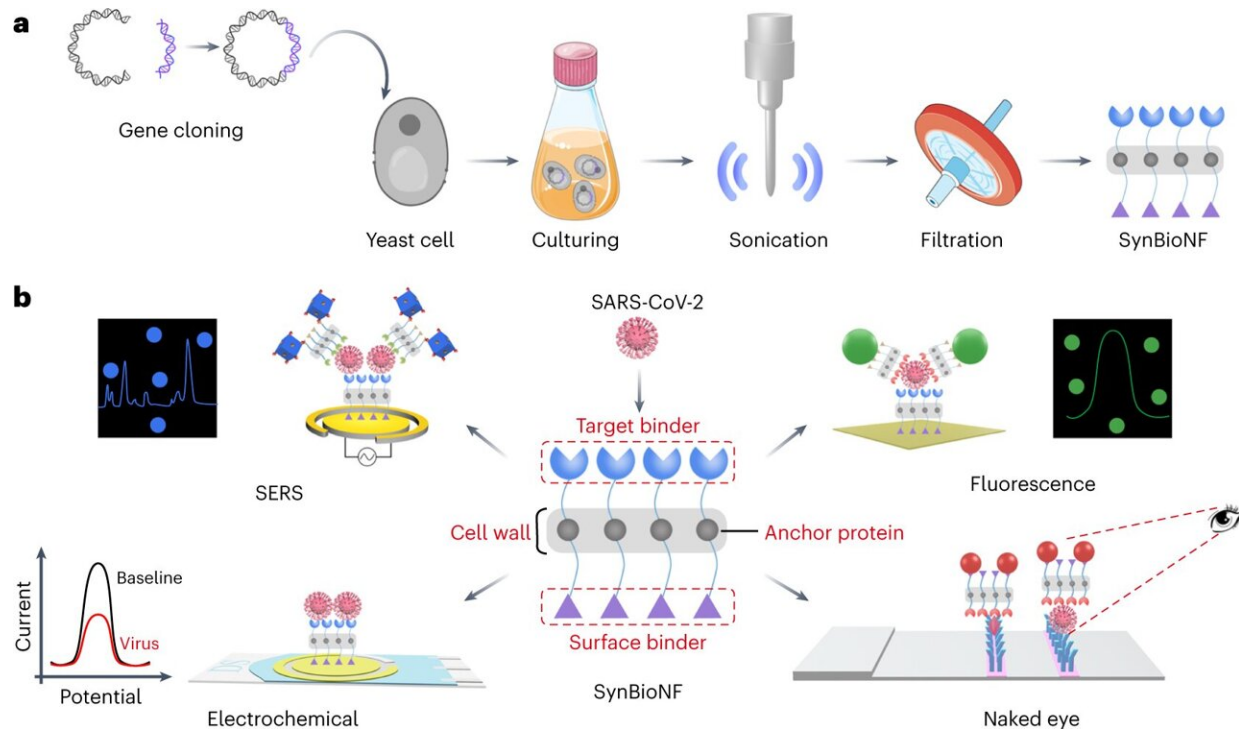 a
Gene cloning
Yeast cell
Culturing
Sonication
Filtration
SynBioNF
b
SARS-CoV-2
Target binder
SERS
Fluorescence
Cell wall
Anchor protein
Current
Baseline
Virus
Potential
Surface binder
SynBioNF
Electrochemical
Naked eye